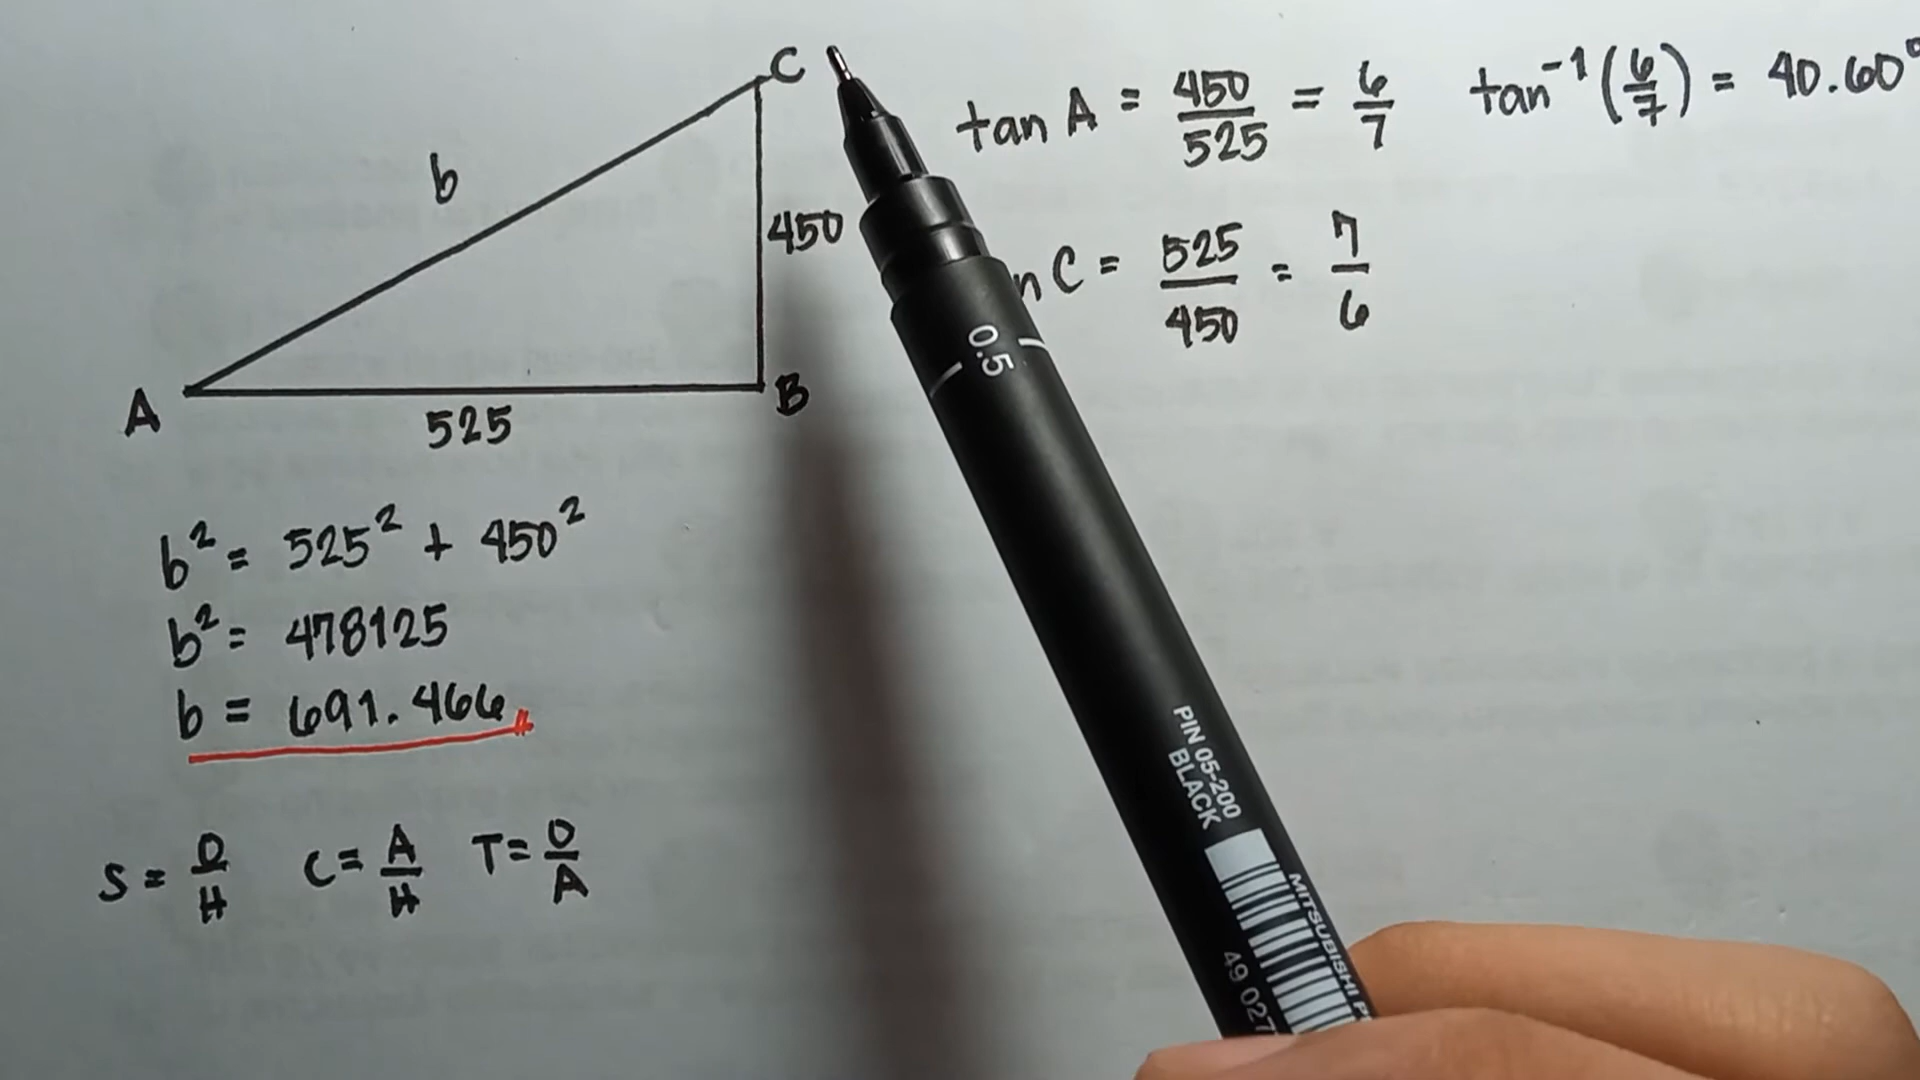 C
b
450
A
B
525
tan A = 450/525 = 6/7 tan⁻¹(6/7) = 40.60°
n C = 525/450 = 7/6
b² = 525² + 450²
b² = 478125
b = 691.466
S = O/H C = A/H T = O/A
0.5
PIN 05-200
BLACK
MITSUBISHI P
49 027